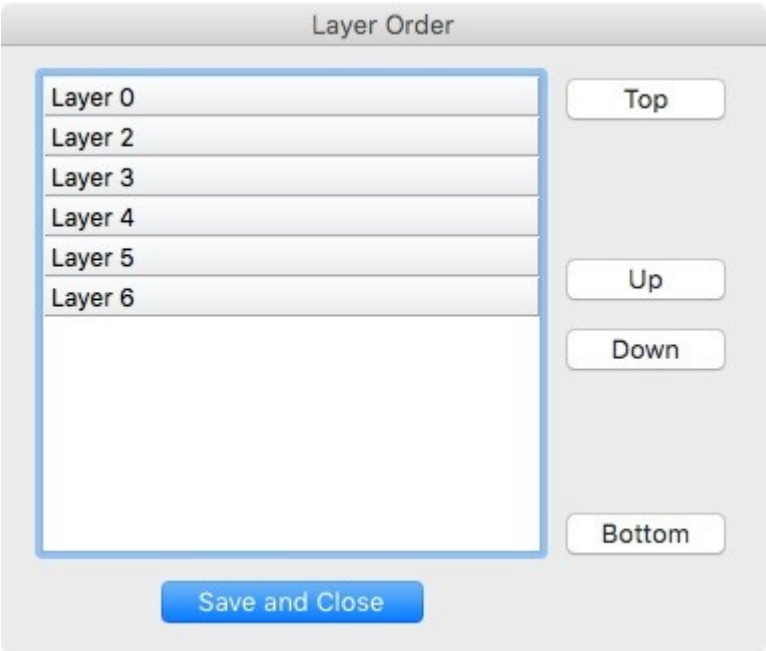 Layer Order
Layer 0
Top
Layer 2
Layer 3
Layer 4
Layer 5
Layer 6
Up
Down
Bottom
Save and Close